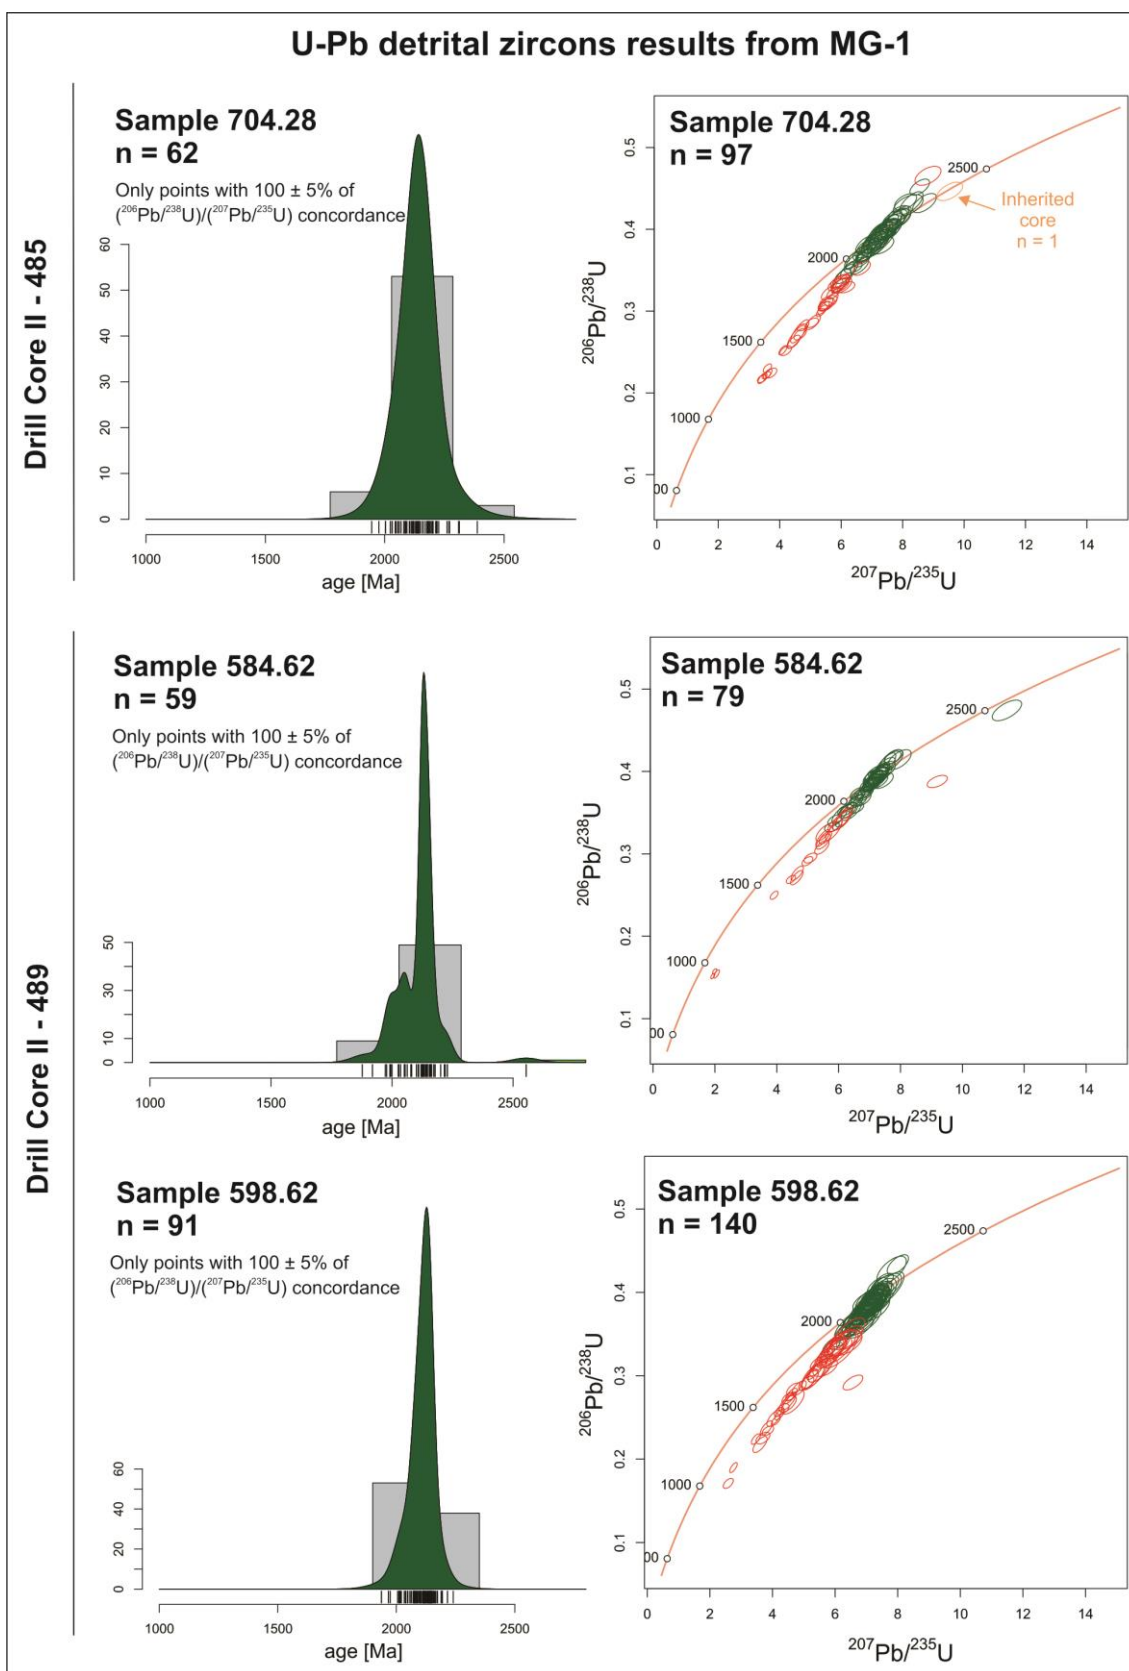 U-Pb detrital zircons results from MG-1
Drill Core II - 485
Sample 704.28
n = 62
Only points with 100 ± 5% of
(²⁰⁶Pb/²³⁸U)/(²⁰⁷Pb/²³⁵U) concordance
60
50
40
30
20
10
0
1000 1500 2000 2500
age [Ma]
Sample 704.28
n = 97
Inherited
core
n = 1
2500
2000
1500
1000
00
0.5
0.4
0.3
0.2
0.1
²⁰⁶Pb/²³⁸U
0 2 4 6 8 10 12 14
²⁰⁷Pb/²³⁵U
Drill Core II - 489
Sample 584.62
n = 59
Only points with 100 ± 5% of
(²⁰⁶Pb/²³⁸U)/(²⁰⁷Pb/²³⁵U) concordance
50
30
10
0
1000 1500 2000 2500
age [Ma]
Sample 584.62
n = 79
2500
2000
1500
1000
00
0.5
0.4
0.3
0.2
0.1
²⁰⁶Pb/²³⁸U
0 2 4 6 8 10 12 14
²⁰⁷Pb/²³⁵U
Sample 598.62
n = 91
Only points with 100 ± 5% of
(²⁰⁶Pb/²³⁸U)/(²⁰⁷Pb/²³⁵U) concordance
60
40
20
0
1000 1500 2000 2500
age [Ma]
Sample 598.62
n = 140
2500
2000
1500
1000
00
0.5
0.4
0.3
0.2
0.1
²⁰⁶Pb/²³⁸U
0 2 4 6 8 10 12 14
²⁰⁷Pb/²³⁵U